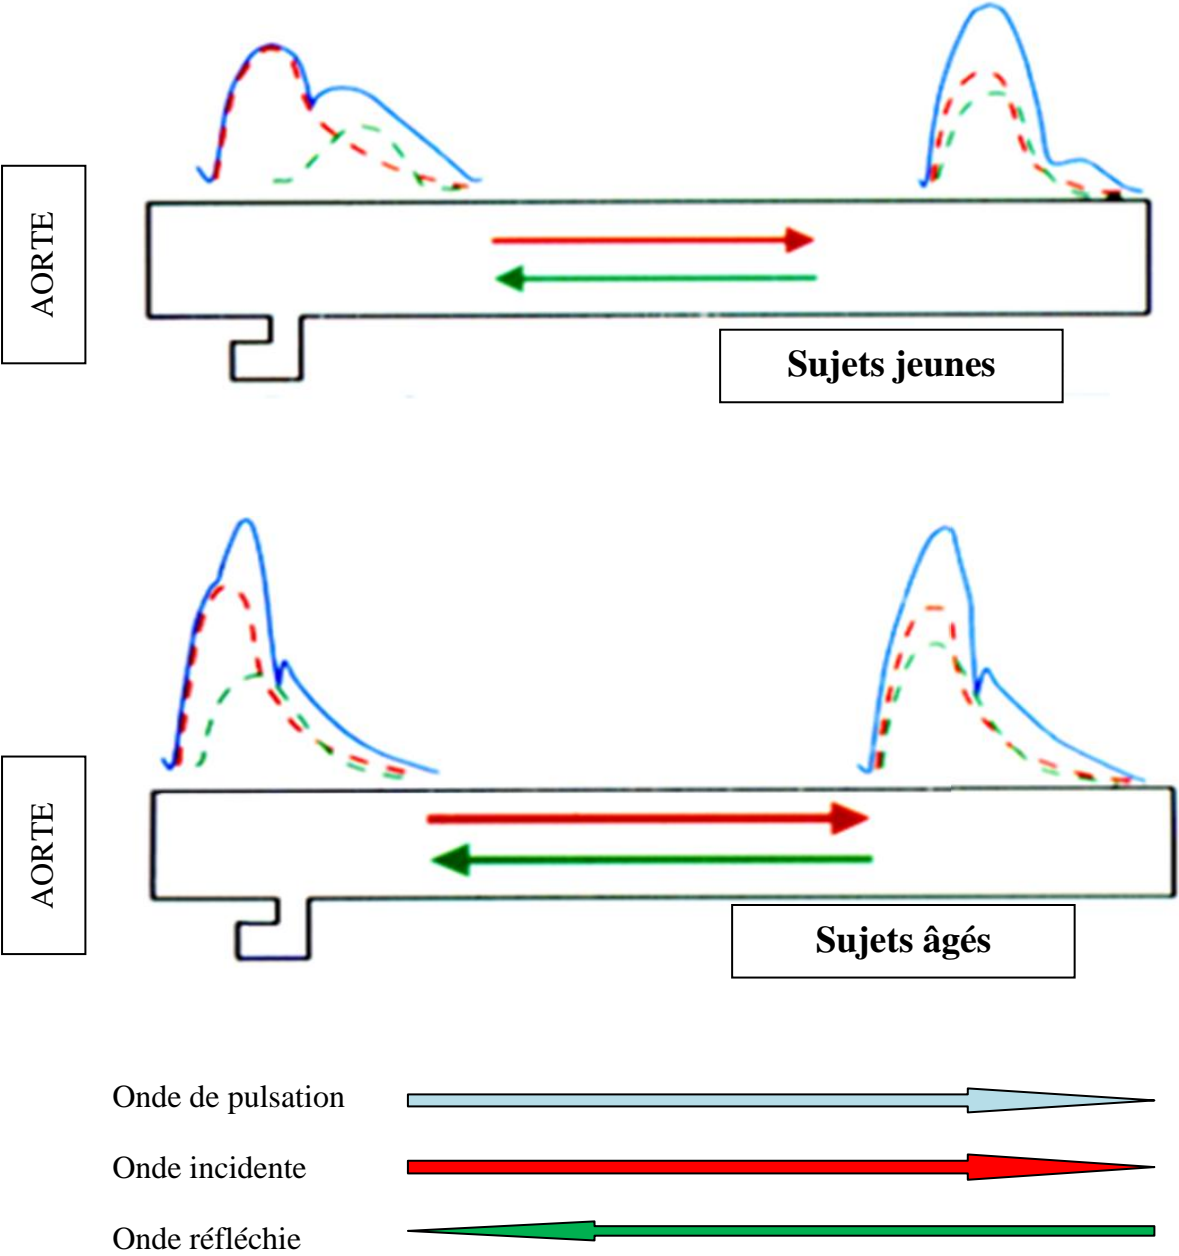 AORTE
Sujets jeunes
AORTE
Sujets âgés
Onde de pulsation
Onde incidente
Onde réfléchie